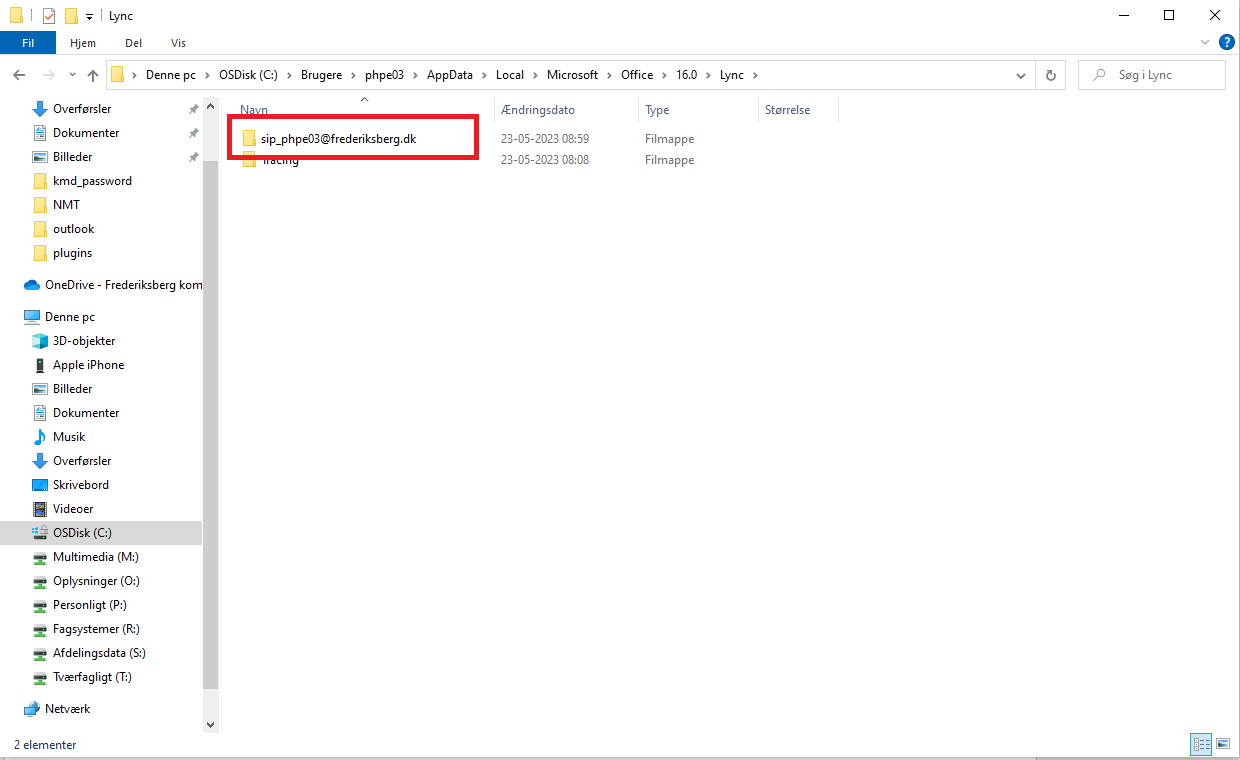 Lync
Fil Hjem Del Vis
Denne pc OSDisk (C:) Brugere phpe03 AppData Local Microsoft Office 16.0 Lync
Søg i Lync
Overførsler
Dokumenter
Billeder
kmd_password
NMT
outlook
plugins
OneDrive - Frederiksberg kom
Denne pc
3D-objekter
Apple iPhone
Billeder
Dokumenter
Musik
Overførsler
Skrivebord
Videoer
OSDisk (C:)
Multimedia (M:)
Oplysninger (O:)
Personligt (P:)
Fagsystemer (R:)
Afdelingsdata (S:)
Tværfagligt (T:)
Netværk
Navn Ændringsdato Type Størrelse
sip_phpe03@frederiksberg.dk 23-05-2023 08:59 Filmappe
Tracing 23-05-2023 08:08 Filmappe
2 elementer